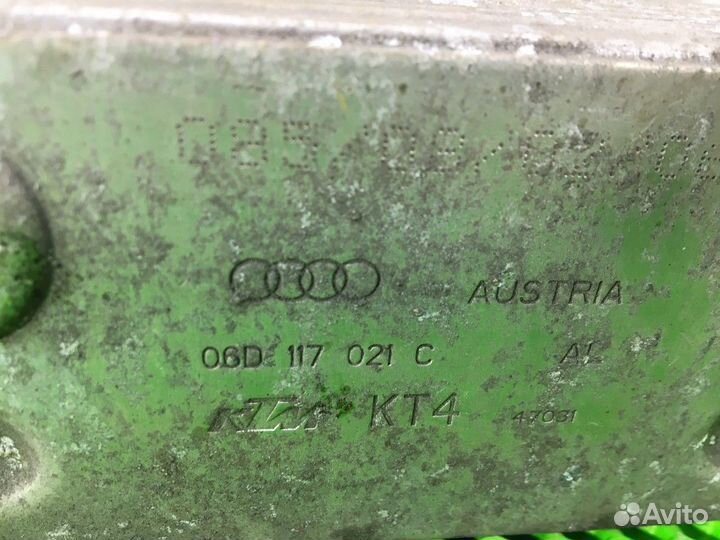 AUSTRIA
06D 117 021 C AL
KTM KT4 47031
Avito